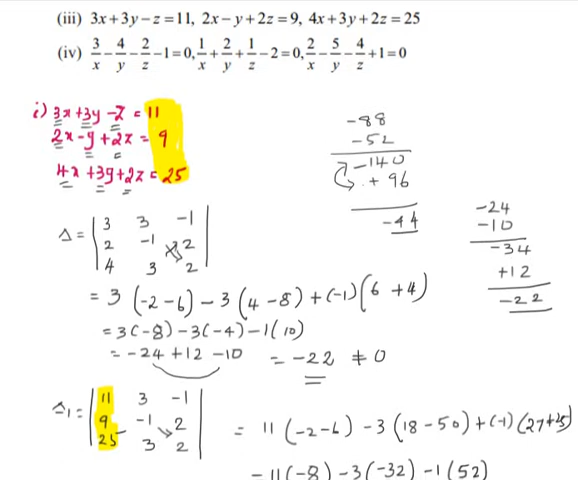 (iii) 3x+3y−z=11, 2x−y+2z=9, 4x+3y+2z=25
(iv) 3/x−4/y−2/z−1=0, 1/x+2/y+1/z−2=0, 2/x−5/y−4/z+1=0
i) 3x+3y−z = 11
2x−y+2z = 9
4x+3y+2z = 25
-88
-52
-140
+ 96
-44
-24
-10
-34
+12
-22
Δ = | 3 3 −1 |
| 2 −1 2 |
| 4 3 2 |
= 3 (−2−6) − 3 (4−8) + (−1) (6+4)
= 3(−8) − 3(−4) − 1(10)
= −24 + 12 − 10 = −22 ≠ 0
Δ1 = | 11 3 −1 |
| 9 −1 2 |
| 25 3 2 |
= 11 (−2−6) − 3 (18−50) + (−1) (27+25)
= 11(−8) − 3(−32) − 1(52)